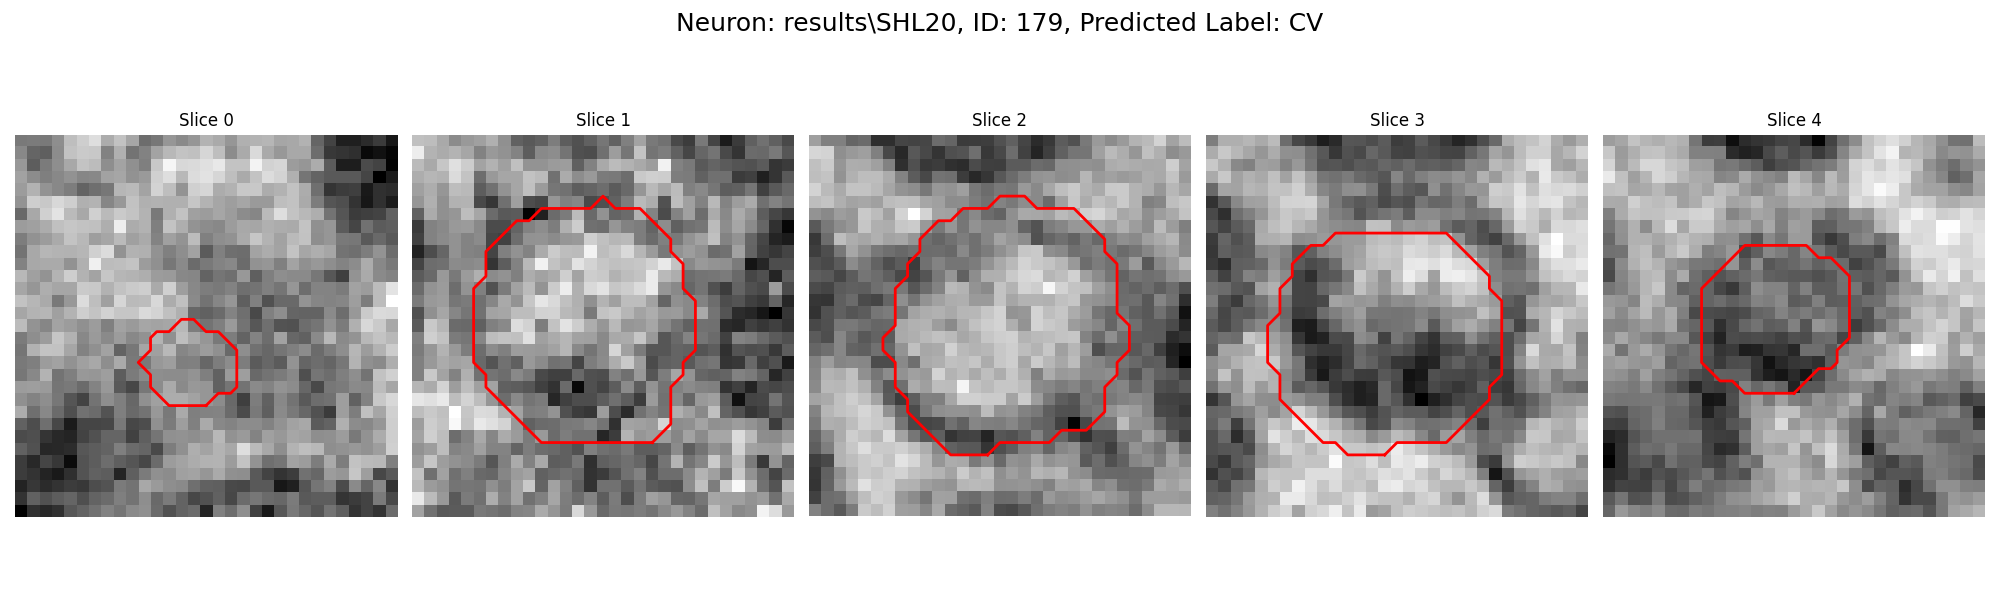 Neuron: results\SHL20, ID: 179, Predicted Label: CV
Slice 0
Slice 1
Slice 2
Slice 3
Slice 4